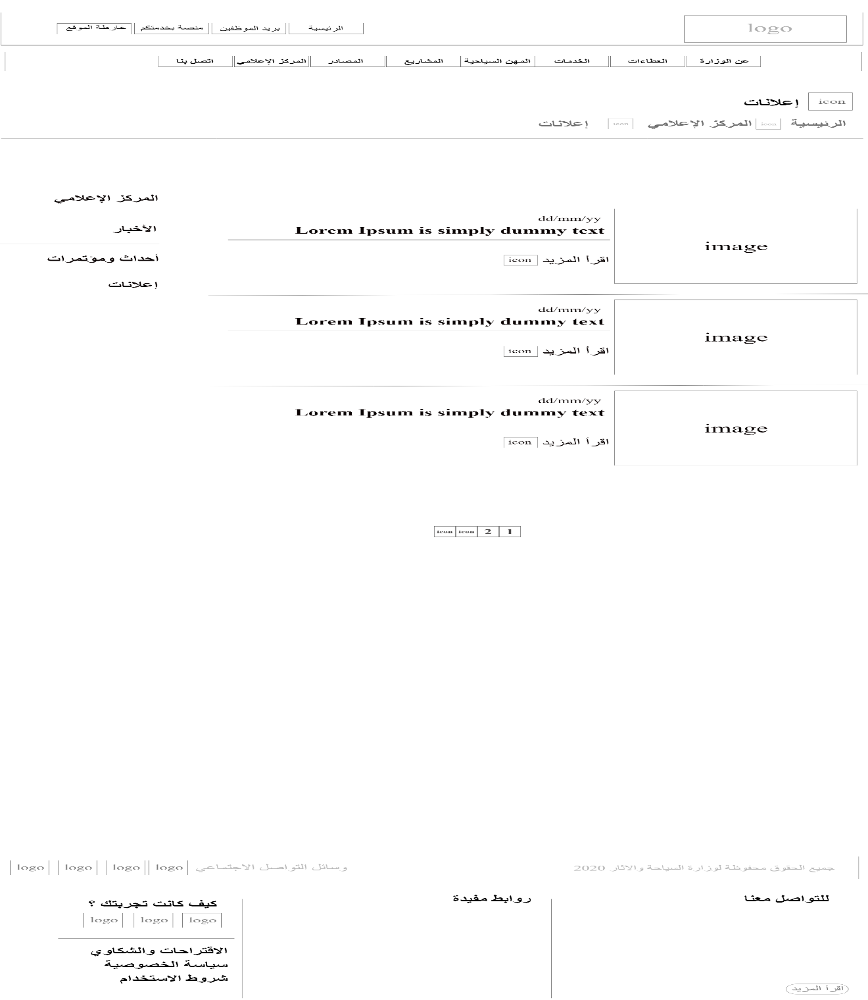 logo
الرئيسية
بريد الموظفين
منصة بخدمتكم
خارطة الموقع
عن الوزارة
العطاءات
الخدمات
المهن السياحية
المشاريع
المصادر
المركز الإعلامي
اتصل بنا
icon إعلانات
الرئيسية icon المركز الإعلامي icon إعلانات
المركز الإعلامي
الأخبار
أحداث ومؤتمرات
إعلانات
image
dd/mm/yy
Lorem Ipsum is simply dummy text
اقرأ المزيد icon
image
dd/mm/yy
Lorem Ipsum is simply dummy text
اقرأ المزيد icon
image
dd/mm/yy
Lorem Ipsum is simply dummy text
اقرأ المزيد icon
1 2 icon icon
جميع الحقوق محفوظة لوزارة السياحة والاثار 2020
وسائل التواصل الاجتماعي logo logo logo logo
للتواصل معنا
اقرأ المزيد
روابط مفيدة
كيف كانت تجربتك ؟
logo logo logo
الاقتراحات والشكاوي
سياسة الخصوصية
شروط الاستخدام